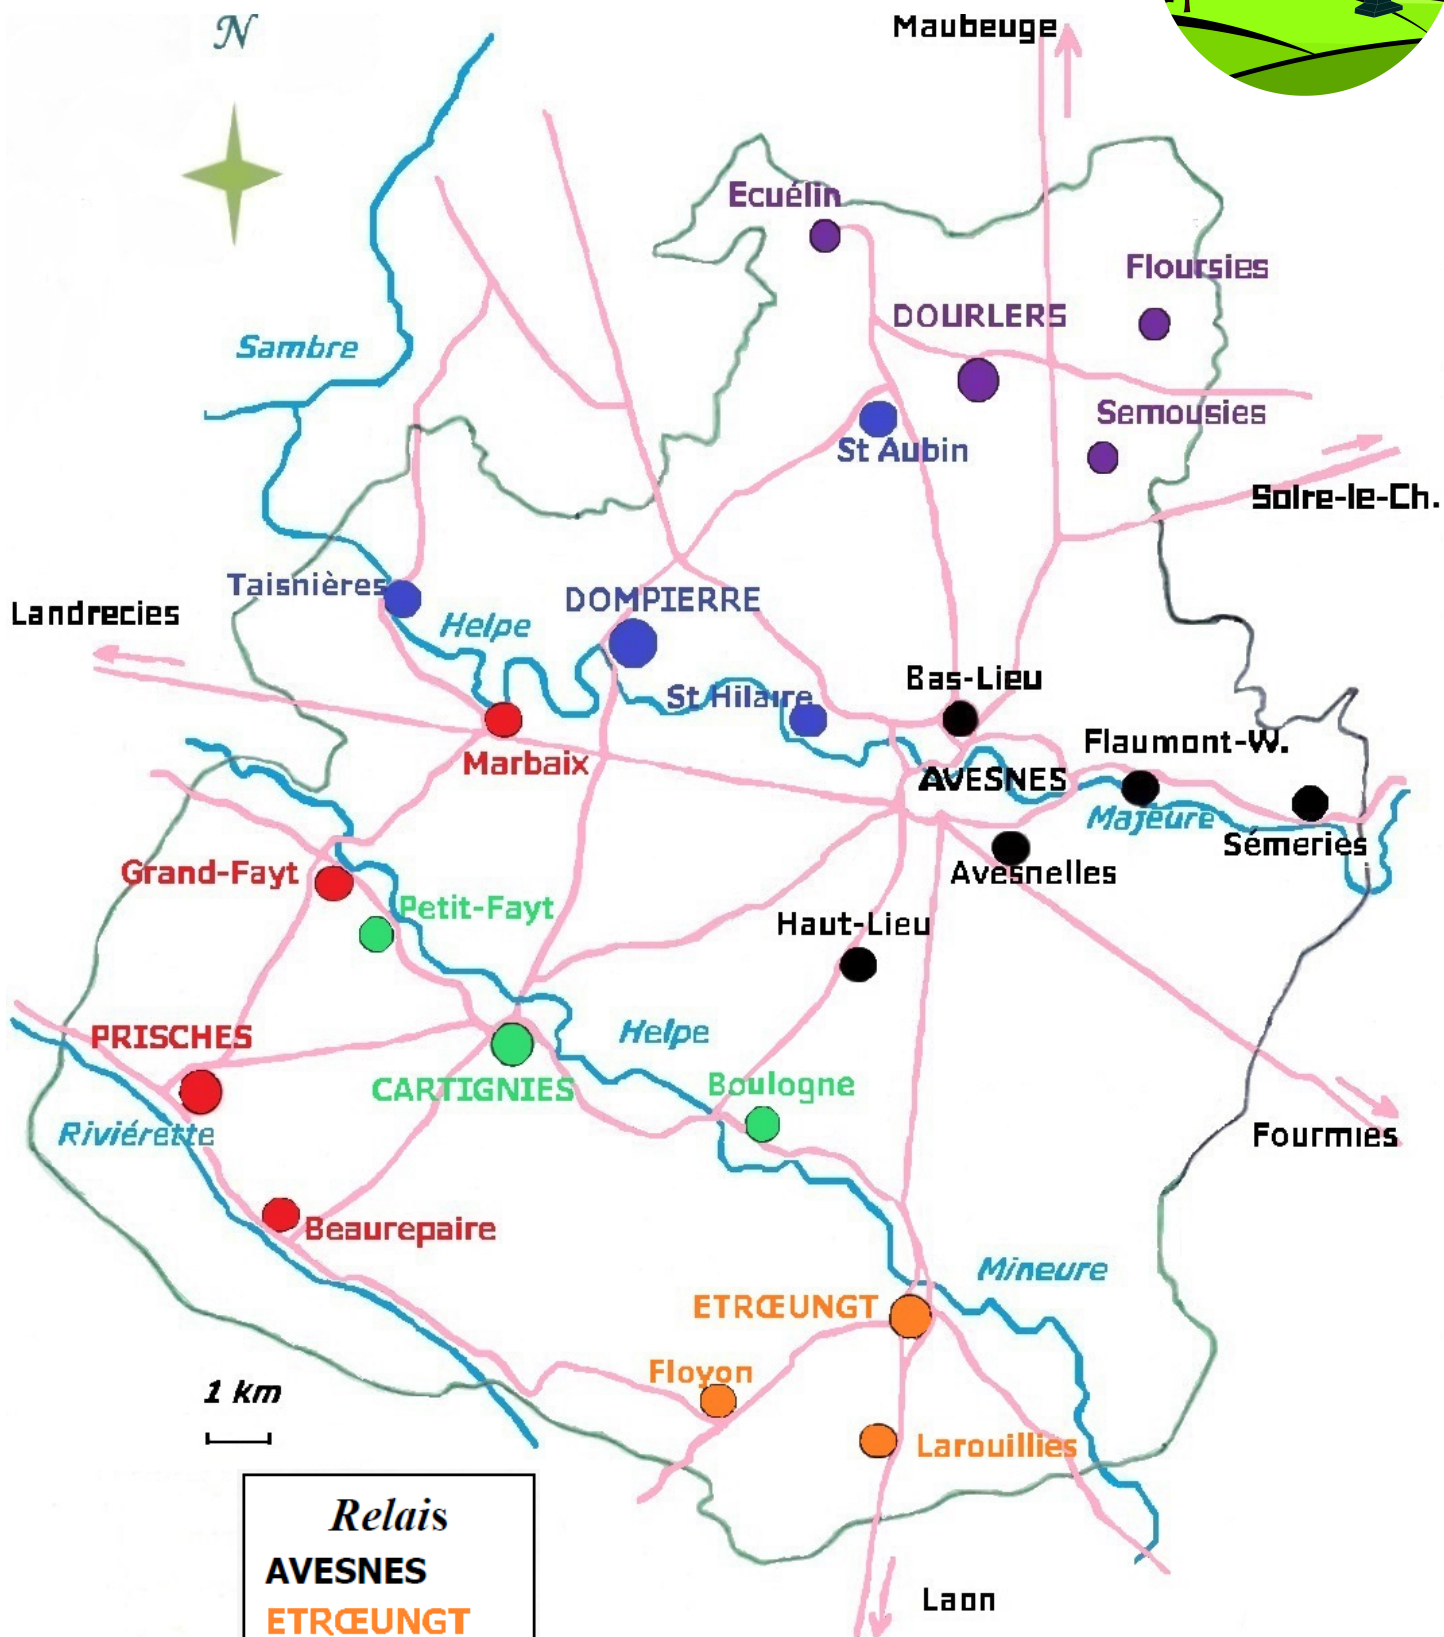 Maubeuge
N
Ecuélin
Floursies
DOURLERS
Sambre
Semousies
St Aubin
Solre-le-Ch.
Taisnières
DOMPIERRE
Landrecies
Helpe
Bas-Lieu
St Hilaire
Flaumont-W.
Marbaix
AVESNES
Majeure
Sémeries
Grand-Fayt
Avesnelles
Petit-Fayt
Haut-Lieu
PRISCHES
Helpe
CARTIGNIES
Boulogne
Riviérette
Fourmies
Beaurepaire
Mineure
ETRŒUNGT
Floyon
1 km
Larouillies
Relais
AVESNES
Laon
ETRŒUNGT